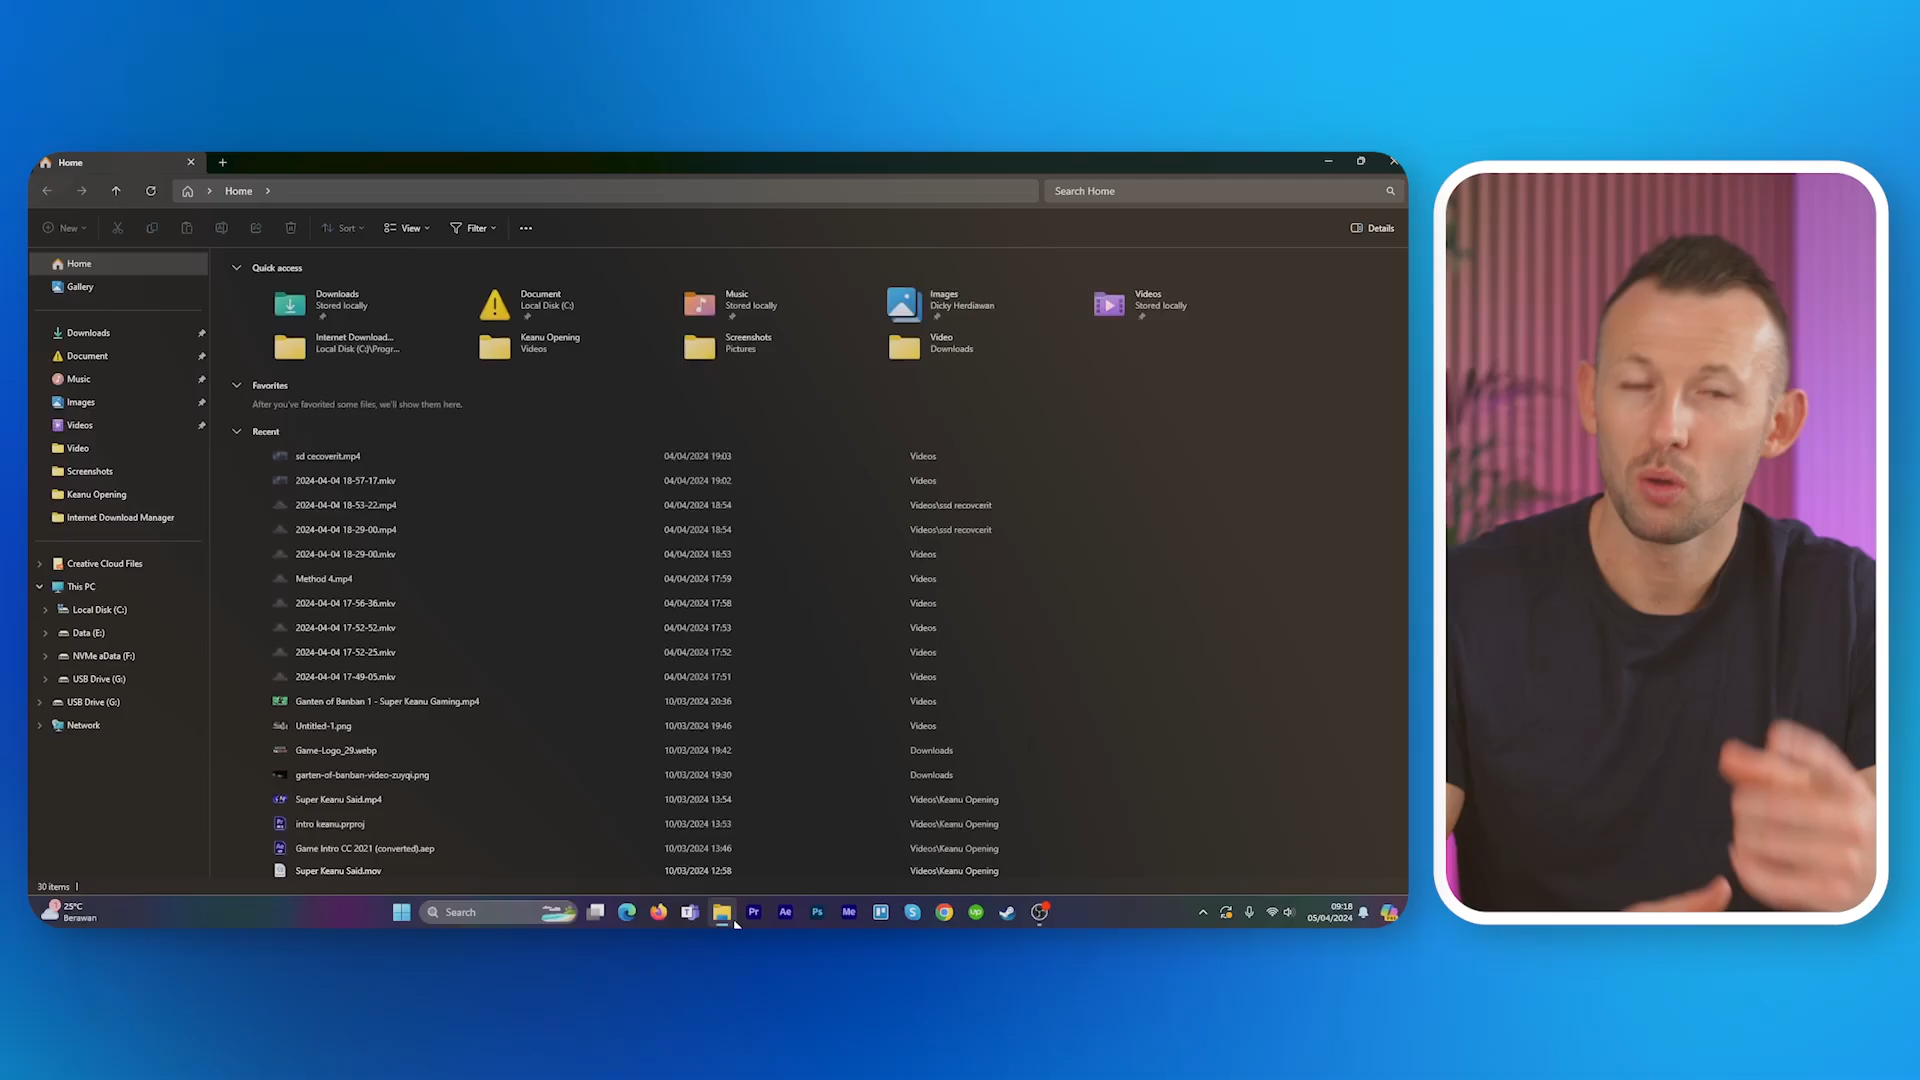 Home
Home
Search Home
New
Sort
View
Filter
Details
Home
Gallery
Downloads
Document
Music
Images
Videos
Video
Screenshots
Keanu Opening
Internet Download Manager
Creative Cloud Files
This PC
Local Disk (C:)
Data (E:)
NVMe aData (F:)
USB Drive (G:)
USB Drive (G:)
Network
Quick access
Downloads
Stored locally
Document
Local Disk (C:)
Music
Stored locally
Images
Dicky Herdiawan
Videos
Stored locally
Internet Download...
Local Disk (C:)\Progr...
Keanu Opening
Videos
Screenshots
Pictures
Video
Downloads
Favorites
After you've favorited some files, we'll show them here.
Recent
sd cecoverit.mp4 04/04/2024 19:03 Videos
2024-04-04 18-57-17.mkv 04/04/2024 19:02 Videos
2024-04-04 18-53-22.mp4 04/04/2024 18:54 Videos\ssd recovcerit
2024-04-04 18-29-00.mp4 04/04/2024 18:54 Videos\ssd recovcerit
2024-04-04 18-29-00.mkv 04/04/2024 18:53 Videos
Method 4.mp4 04/04/2024 17:59 Videos
2024-04-04 17-56-36.mkv 04/04/2024 17:58 Videos
2024-04-04 17-52-52.mkv 04/04/2024 17:53 Videos
2024-04-04 17-52-25.mkv 04/04/2024 17:52 Videos
2024-04-04 17-49-05.mkv 04/04/2024 17:51 Videos
Ganten of Banban 1 - Super Keanu Gaming.mp4 10/03/2024 20:36 Videos
Untitled-1.png 10/03/2024 19:46 Videos
Game-Logo_29.webp 10/03/2024 19:42 Downloads
garten-of-banban-video-zuyqi.png 10/03/2024 19:30 Downloads
Super Keanu Said.mp4 10/03/2024 13:54 Videos\Keanu Opening
intro keanu.prproj 10/03/2024 13:53 Videos\Keanu Opening
Game Intro CC 2021 (converted).aep 10/03/2024 13:46 Videos\Keanu Opening
Super Keanu Said.mov 10/03/2024 12:58 Videos\Keanu Opening
30 items
25°C
Berawan
Search
Pr
Ae
Ps
Me
up
09:18
05/04/2024